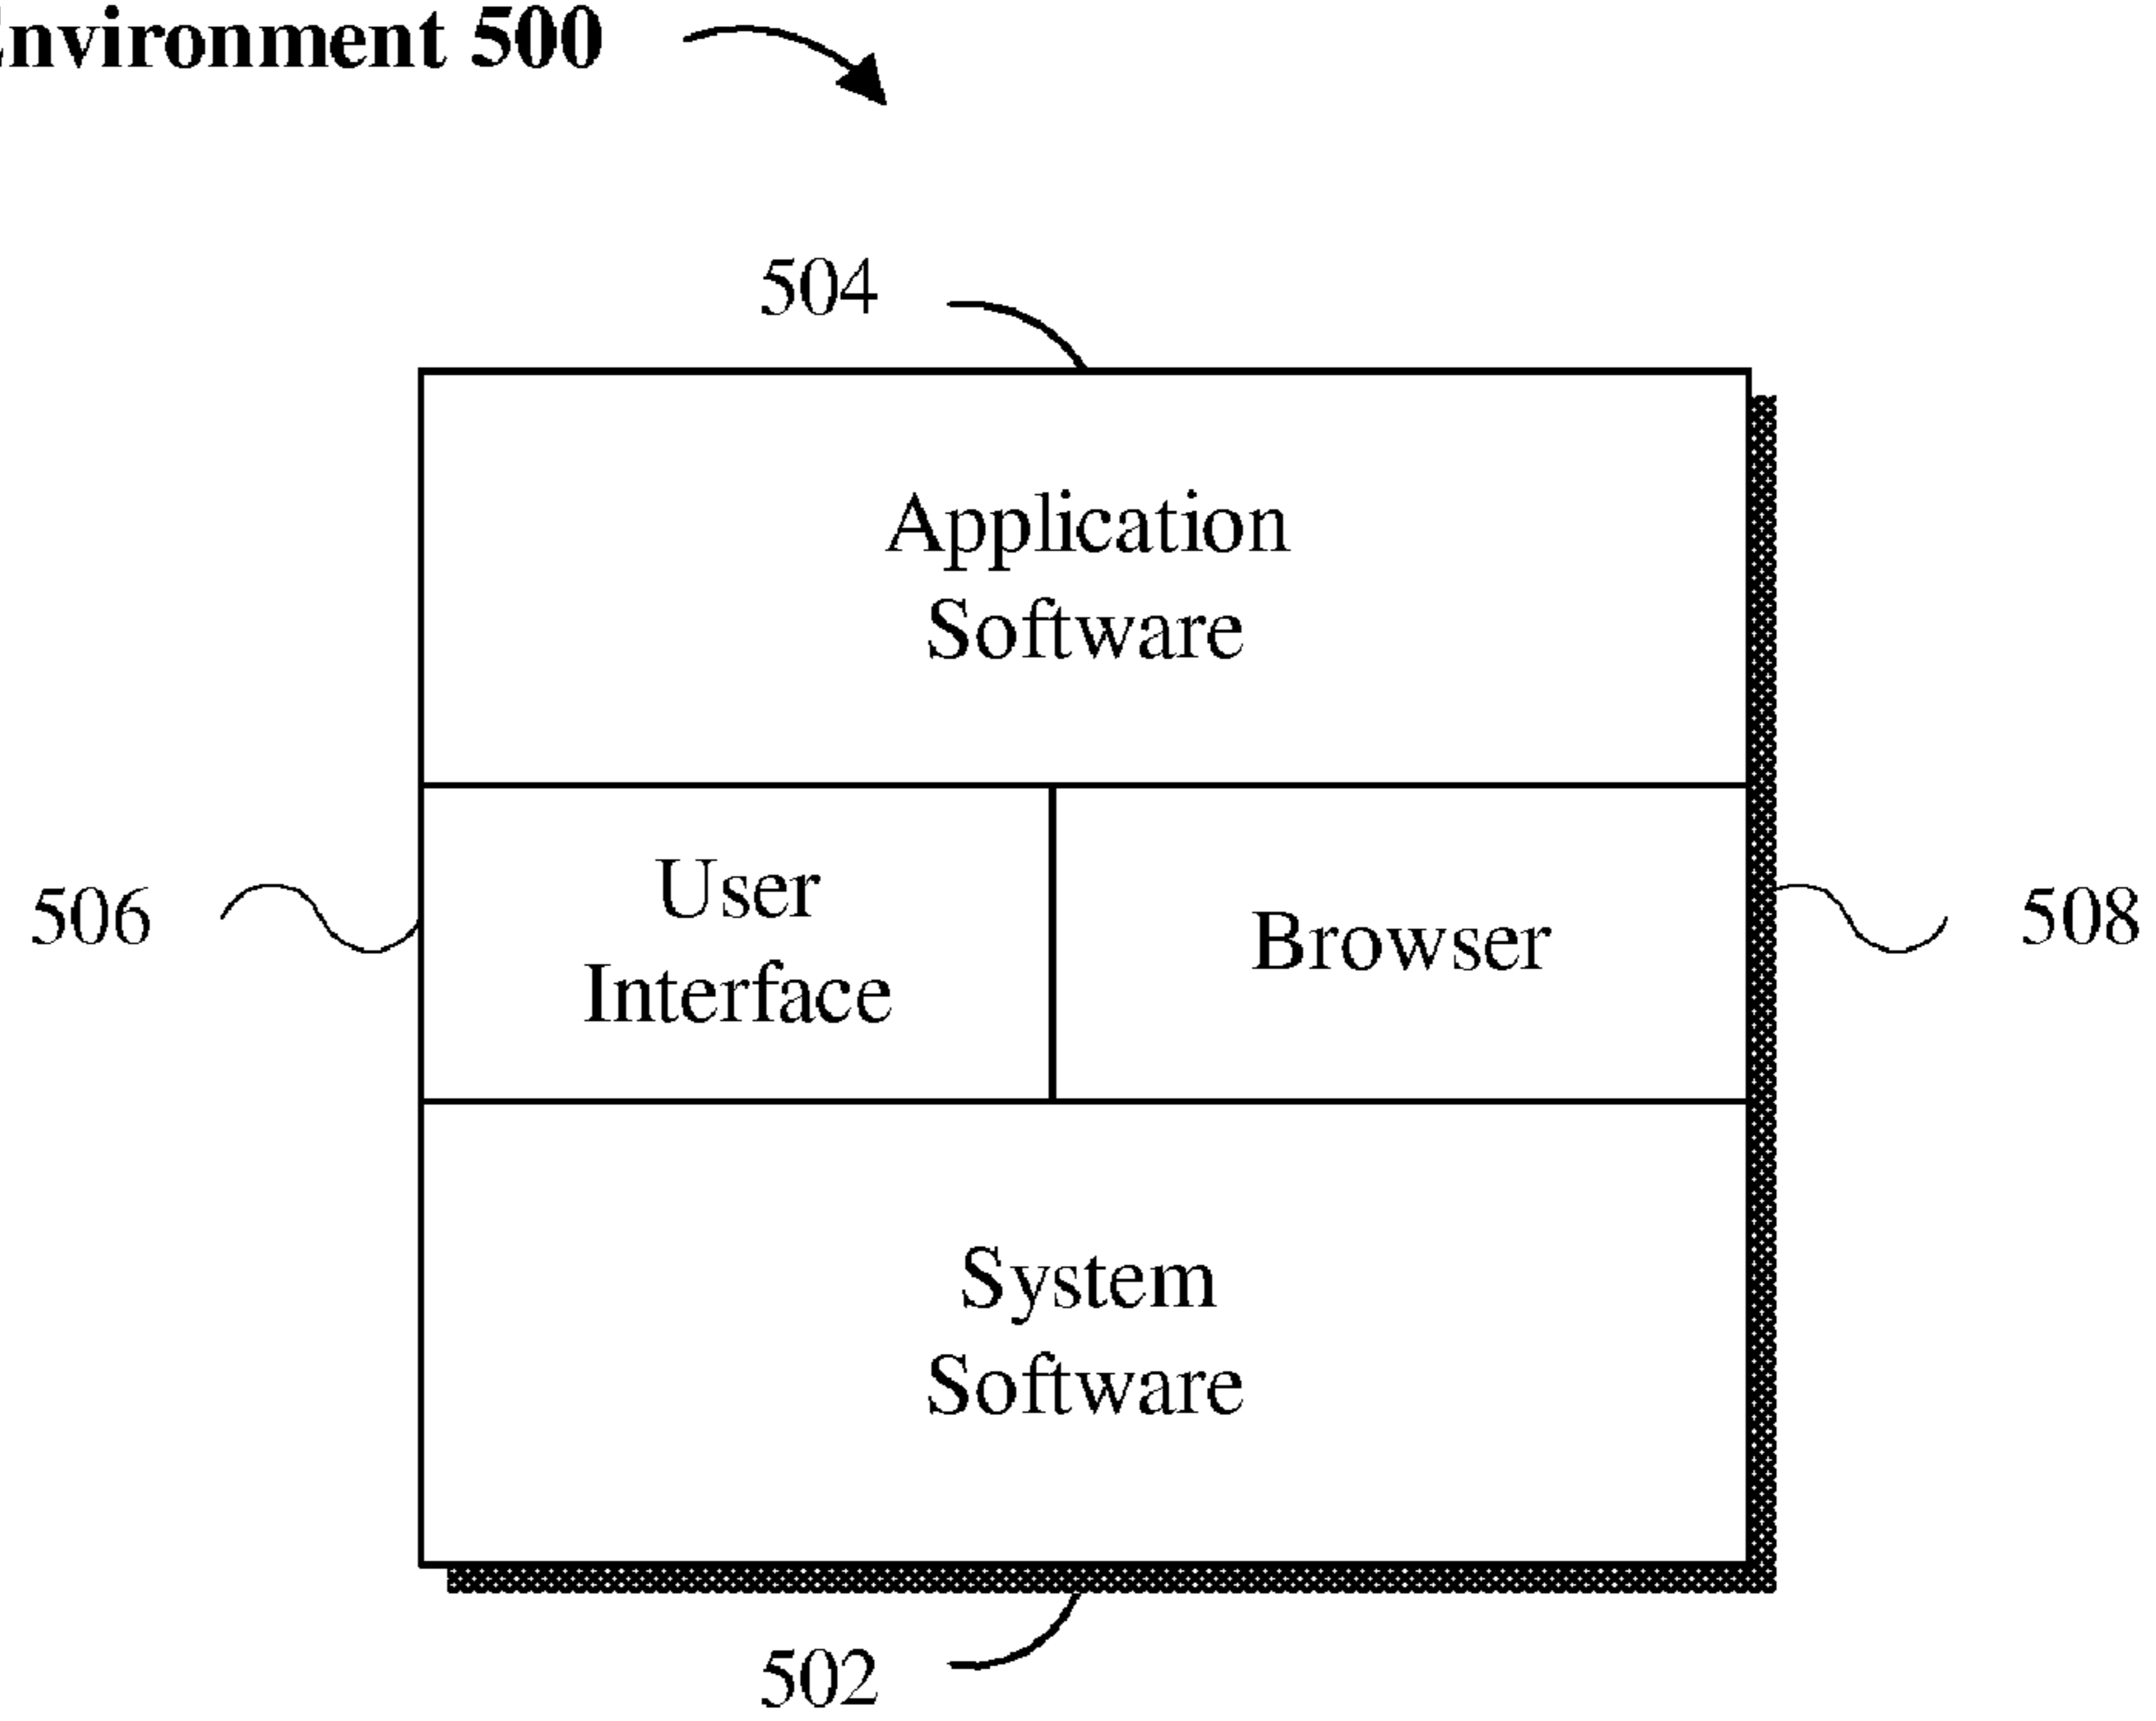 nvironment 500
504
Application
Software
506
User
Interface
Browser
508
System
Software
502